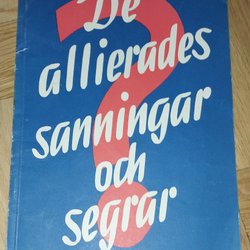 De
allierades
sanningar
och
segrar
?